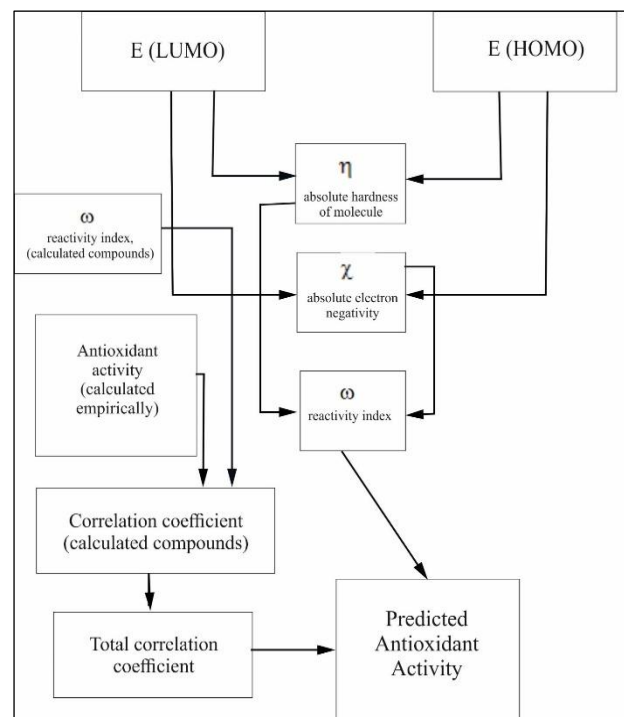 E (LUMO)
E (HOMO)
η
absolute hardness
of molecule
ω
reactivity index,
(calculated compounds)
χ
absolute electron
negativity
Antioxidant
activity
(calculated
empirically)
ω
reactivity index
Correlation coefficient
(calculated compounds)
Total correlation
coefficient
Predicted
Antioxidant
Activity